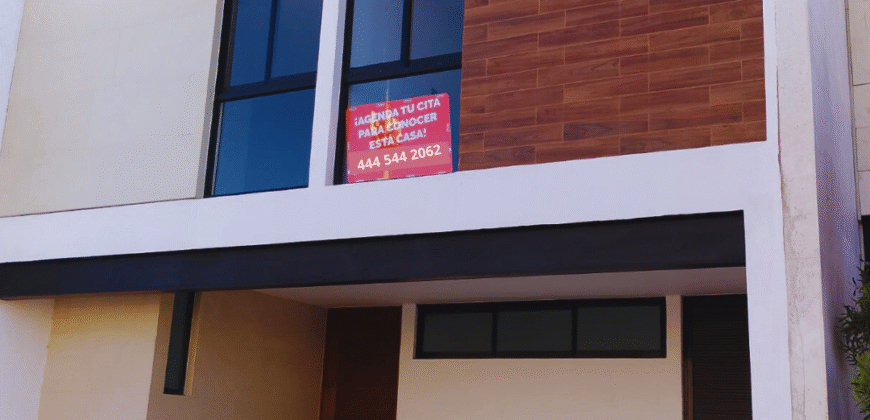 ¡AGENDA TU CITA
PARA CONOCER
ESTA CASA!
444 544 2062